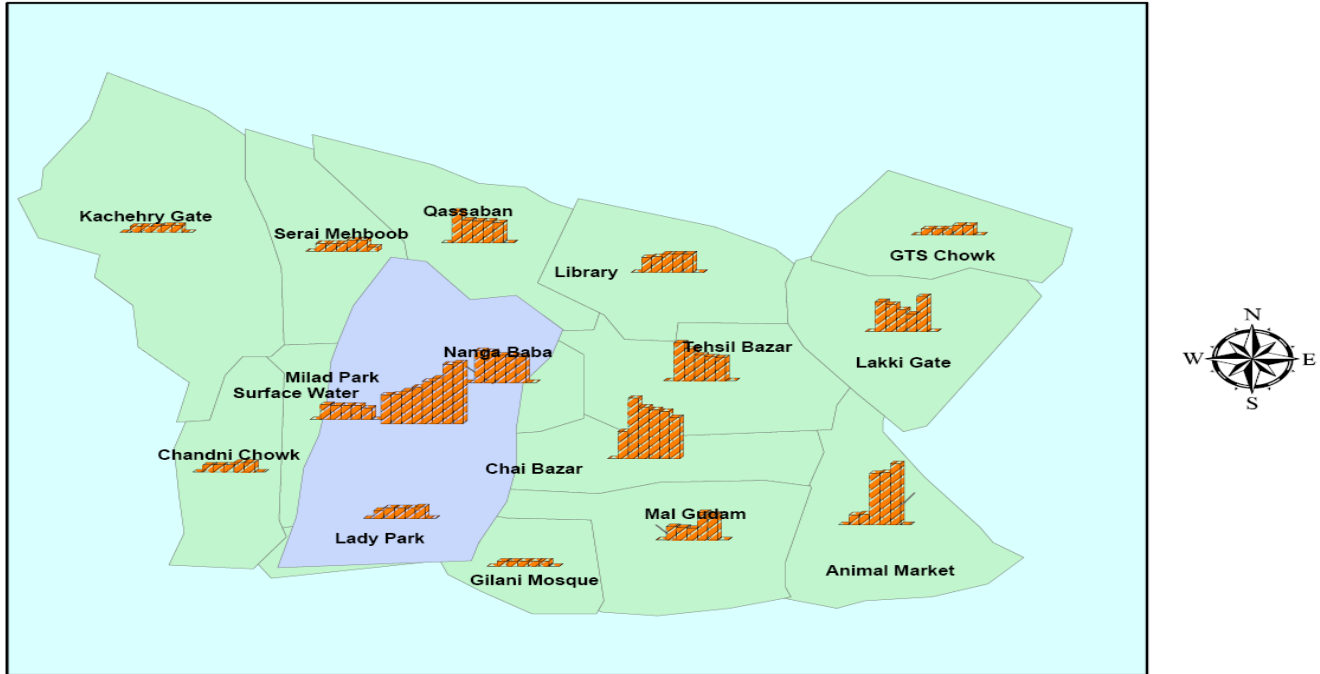 Kachehry Gate
Serai Mehboob
Qassaban
Library
GTS Chowk
N
W E
S
Nanga Baba
Tehsil Bazar
Lakki Gate
Milad Park
Surface Water
Chandni Chowk
Chai Bazar
Lady Park
Mal Gudam
Gilani Mosque
Animal Market